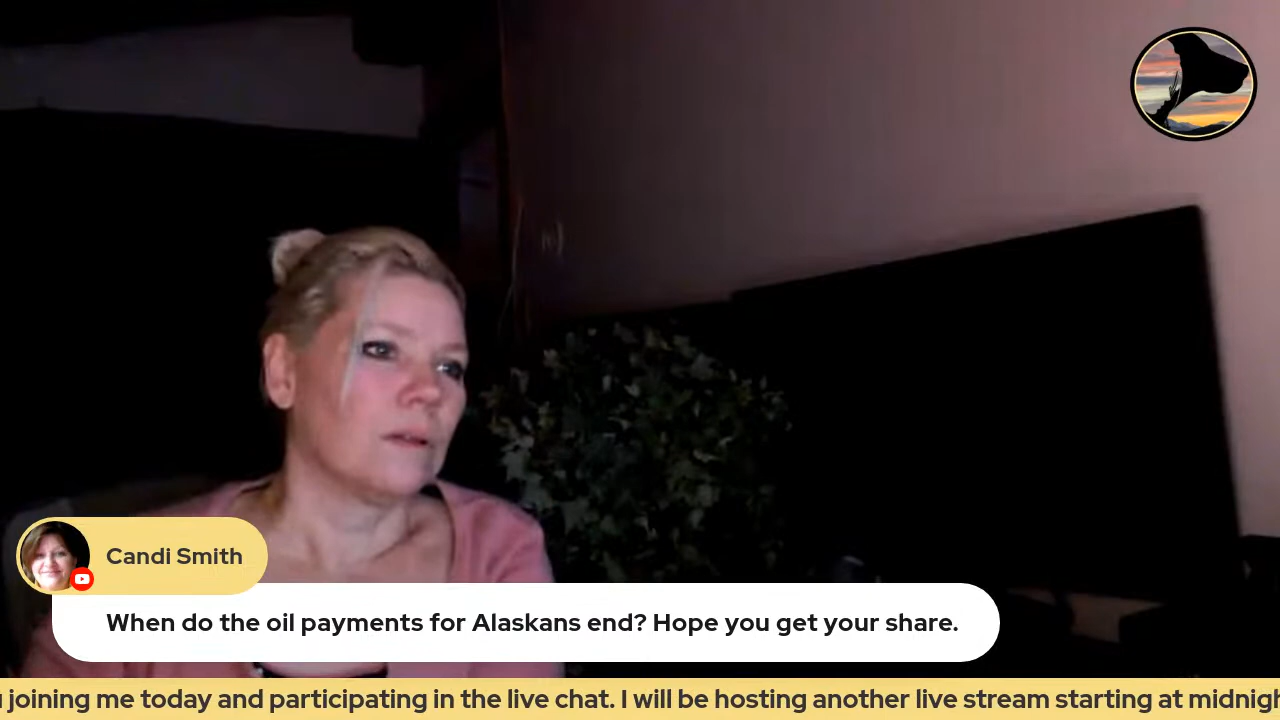 Candi Smith
When do the oil payments for Alaskans end? Hope you get your share.
joining me today and participating in the live chat. I will be hosting another live stream starting at